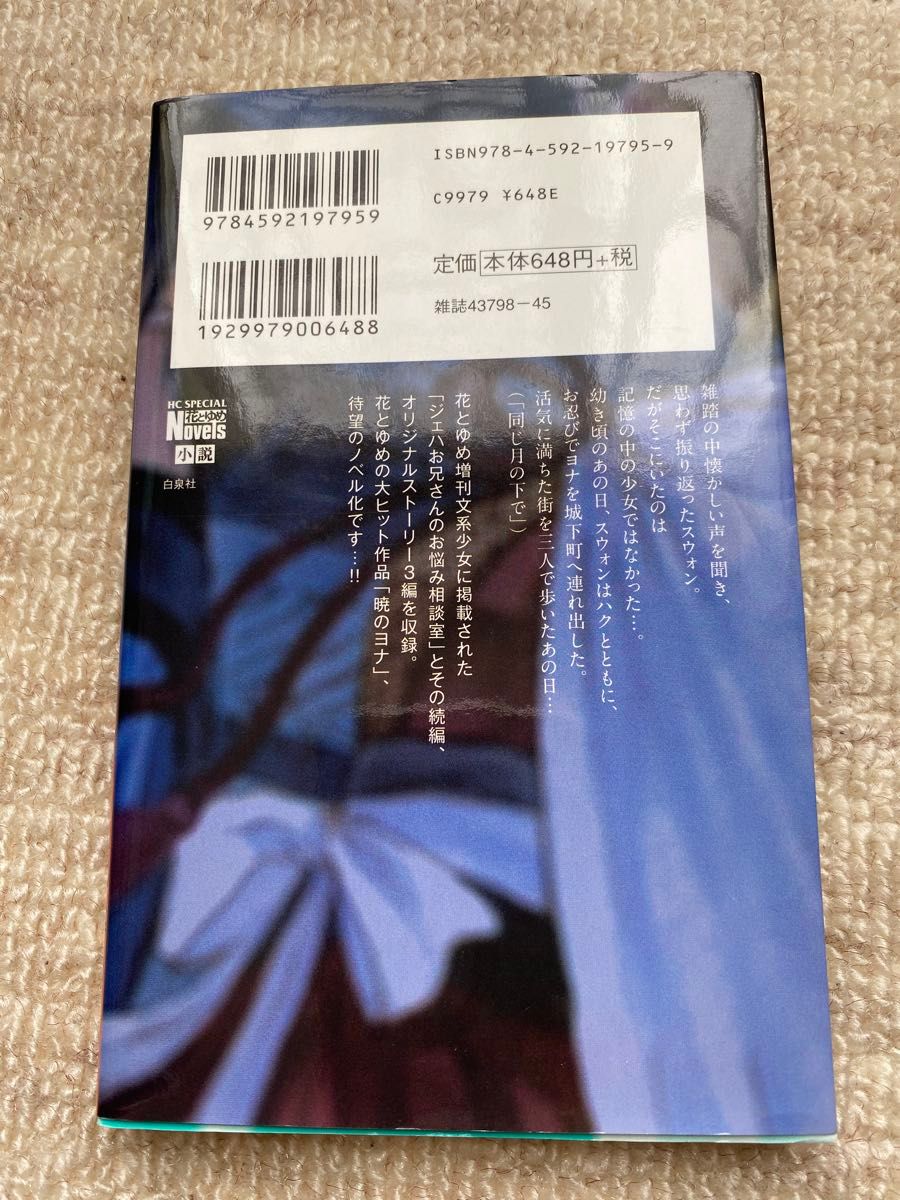 ISBN978-4-592-19795-9
9784592197959
C9979 ¥648E
定価 本体648円+税
1929979006488
雑誌43798-45
雑踏の中懐かしい声を聞き、
思わず振り返ったスウォン。
だがそこにいたのは
記憶の中の少女ではなかった…。
幼き頃のあの日、スウォンはハクとともに、
お忍びでヨナを城下町へ連れ出した。
活気に満ちた街を三人で歩いたあの日…
(「同じ月の下で」)
花とゆめ増刊文系少女に掲載された
「ジェハお兄さんのお悩み相談室」とその続編、
オリジナルストーリー3編を収録。
花とゆめの大ヒット作品「暁のヨナ」、
待望のノベル化です…!!
HC SPECIAL
花とゆめ
Novels
小説
白泉社